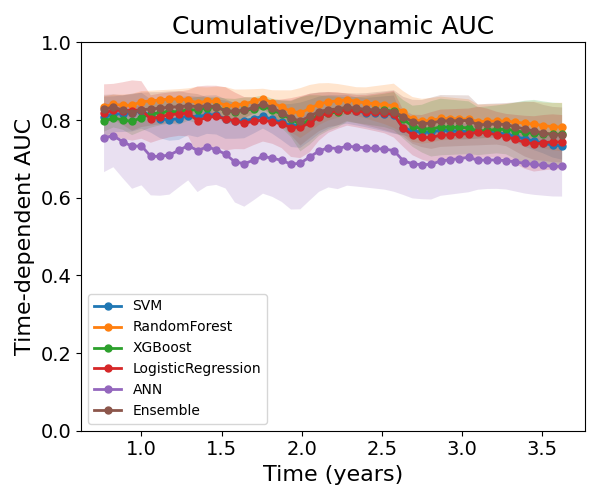 Cumulative/Dynamic AUC
Time-dependent AUC
1.0
0.8
0.6
0.4
0.2
0.0
SVM
RandomForest
XGBoost
LogisticRegression
ANN
Ensemble
1.0 1.5 2.0 2.5 3.0 3.5
Time (years)